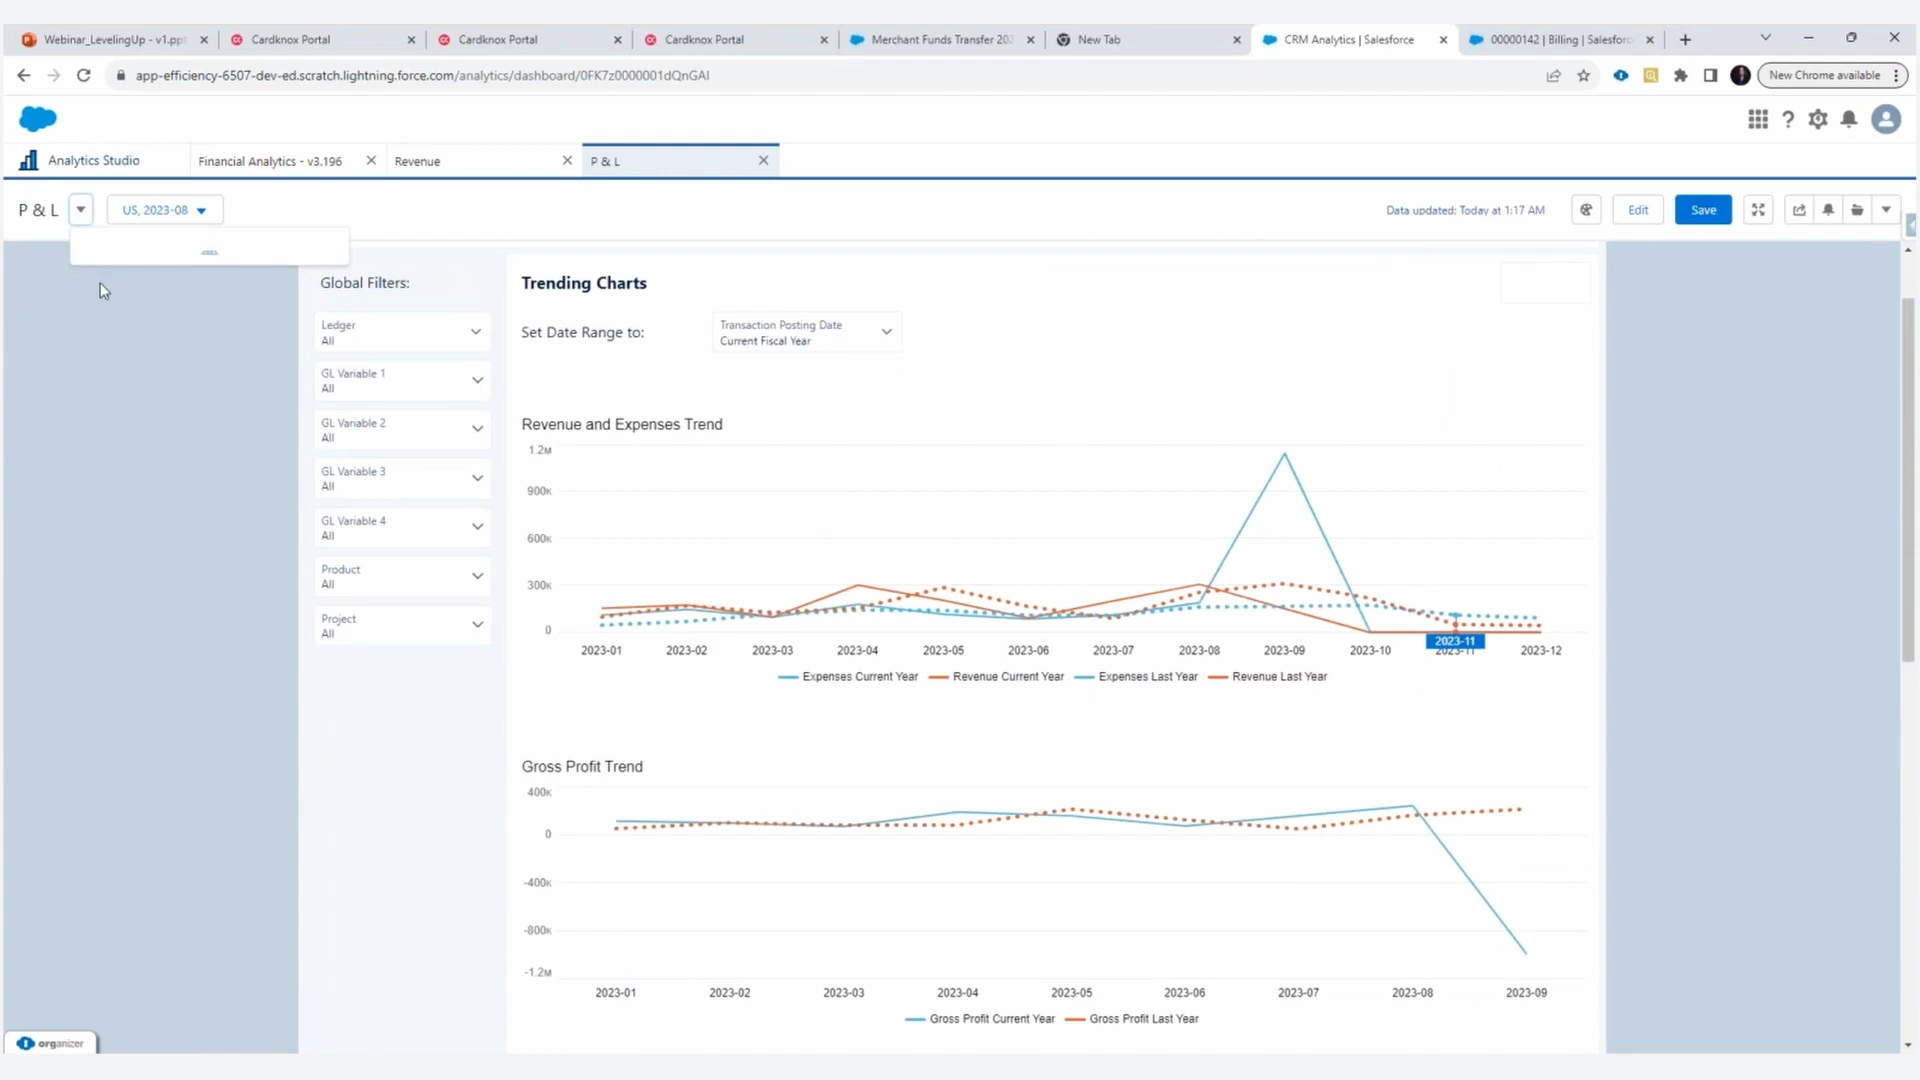 Webinar_LevelingUp - v1.ppt
Cardknox Portal
Cardknox Portal
Cardknox Portal
Merchant Funds Transfer 202
New Tab
CRM Analytics | Salesforce
00000142 | Billing | Salesforc
app-efficiency-6507-dev-ed.scratch.lightning.force.com/analytics/dashboard/0FK7z0000001dQnGAI
New Chrome available
Analytics Studio
Financial Analytics - v3.196
Revenue
P & L
P & L
US, 2023-08
Data updated: Today at 1:17 AM
Edit
Save
Global Filters:
Ledger
All
GL Variable 1
All
GL Variable 2
All
GL Variable 3
All
GL Variable 4
All
Product
All
Project
All
Trending Charts
Set Date Range to:
Transaction Posting Date
Current Fiscal Year
Revenue and Expenses Trend
1.2M
900K
600K
300K
0
2023-11
2023-01 2023-02 2023-03 2023-04 2023-05 2023-06 2023-07 2023-08 2023-09 2023-10 2023-11 2023-12
Expenses Current Year Revenue Current Year Expenses Last Year Revenue Last Year
Gross Profit Trend
400K
0
-400K
-800K
-1.2M
2023-01 2023-02 2023-03 2023-04 2023-05 2023-06 2023-07 2023-08 2023-09
Gross Profit Current Year Gross Profit Last Year
organizer